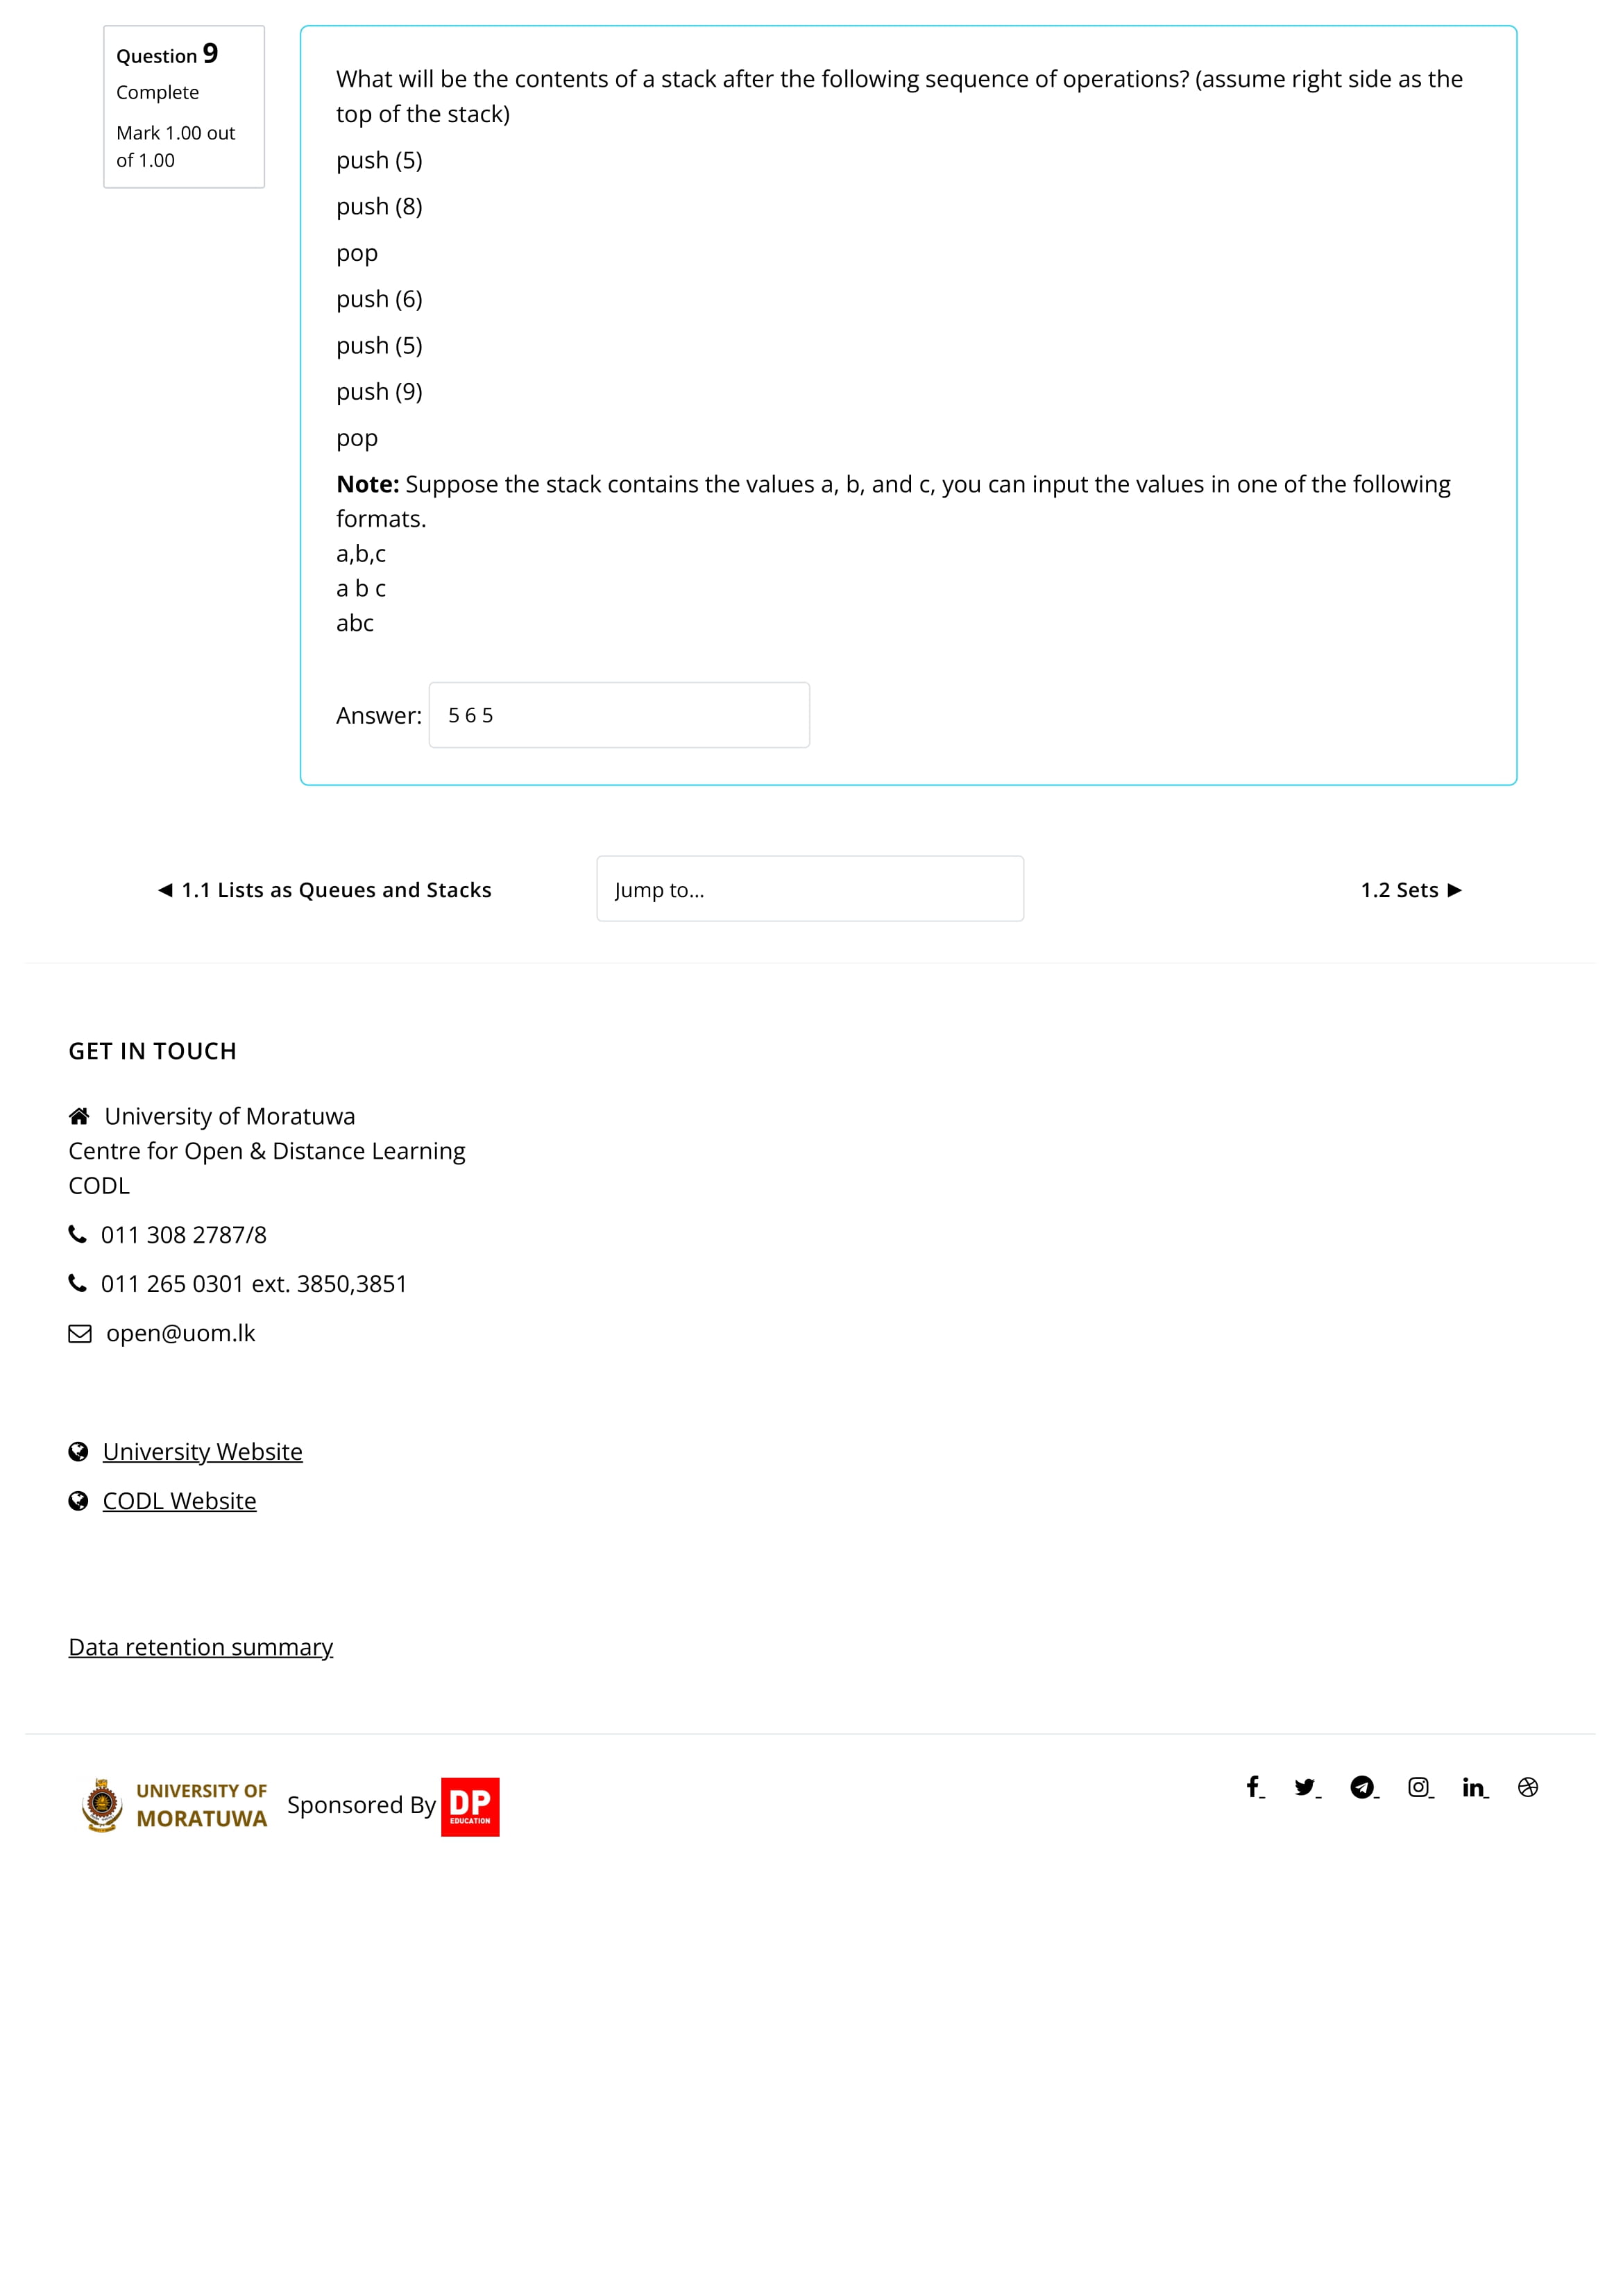 Question 9
Complete
Mark 1.00 out
of 1.00
What will be the contents of a stack after the following sequence of operations? (assume right side as the
top of the stack)
push (5)
push (8)
pop
push (6)
push (5)
push (9)
pop
Note: Suppose the stack contains the values a, b, and c, you can input the values in one of the following
formats.
a,b,c
a b c
abc
Answer: 5 6 5
◄ 1.1 Lists as Queues and Stacks
Jump to...
1.2 Sets ►
GET IN TOUCH
University of Moratuwa
Centre for Open & Distance Learning
CODL
011 308 2787/8
011 265 0301 ext. 3850,3851
open@uom.lk
University Website
CODL Website
Data retention summary
UNIVERSITY OF
MORATUWA
Sponsored By
DP
EDUCATION